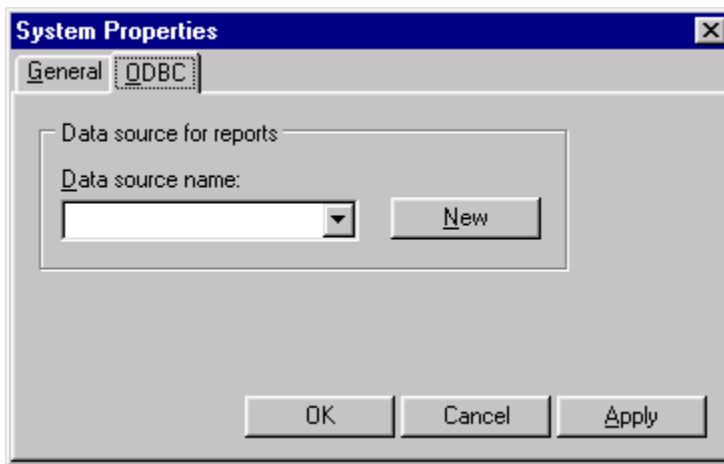 System Properties
General ODBC
Data source for reports
Data source name:
New
OK Cancel Apply